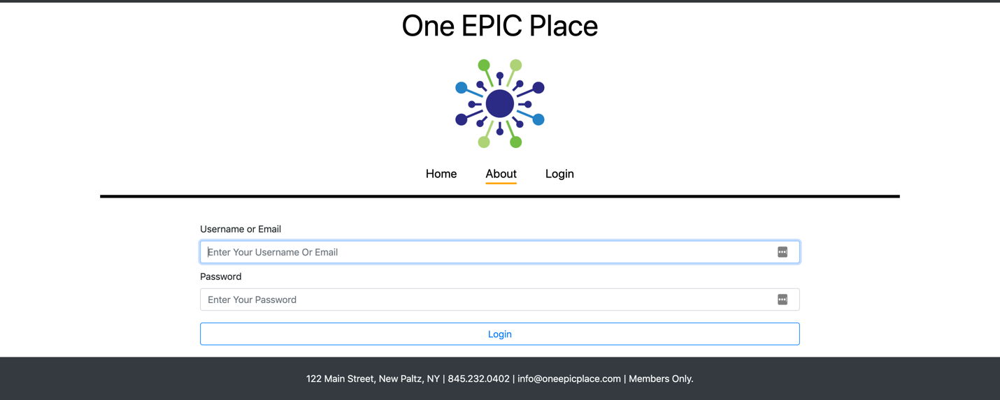 One EPIC Place
Home About Login
Username or Email
Enter Your Username Or Email
Password
Enter Your Password
Login
122 Main Street, New Paltz, NY | 845.232.0402 | info@oneepicplace.com | Members Only.